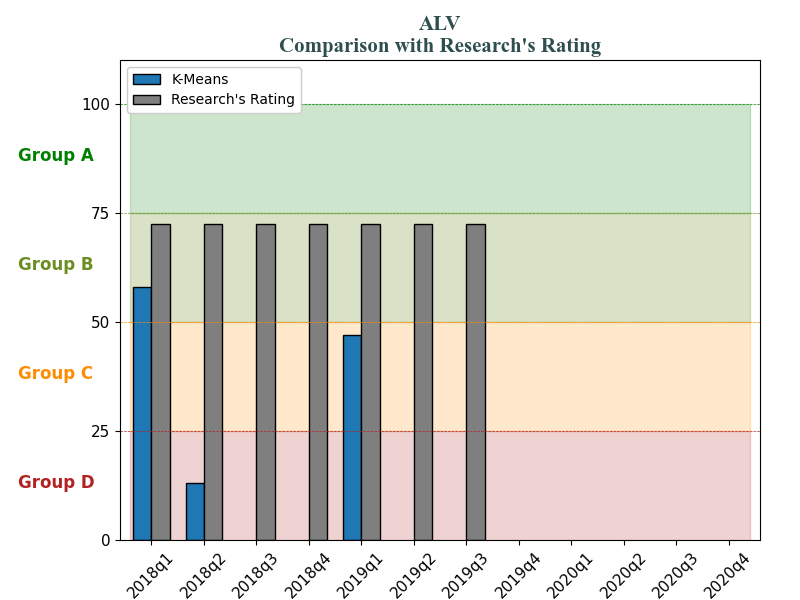 ALV
Comparison with Research's Rating
K-Means
Research's Rating
100
Group A
75
Group B
50
Group C
25
Group D
0
2018q1
2018q2
2018q3
2018q4
2019q1
2019q2
2019q3
2019q4
2020q1
2020q2
2020q3
2020q4